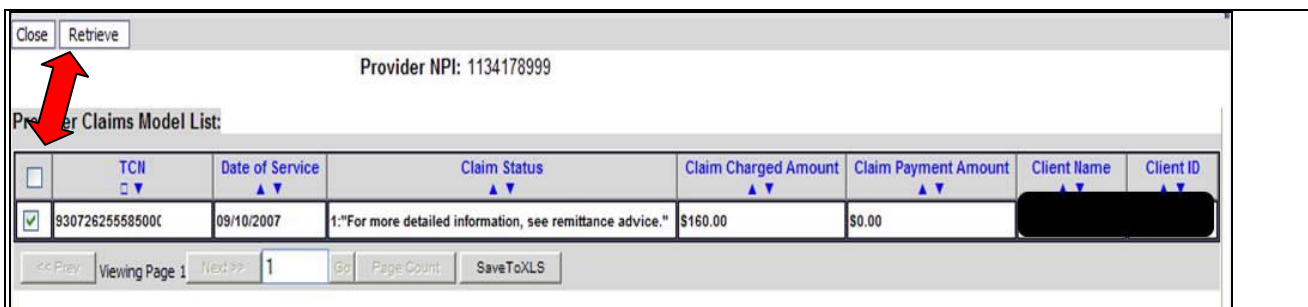 Close Retrieve
Provider NPI: 1134178999
Claims Model List:
TCN Date of Service Claim Status Claim Charged Amount Claim Payment Amount Client Name Client ID
09/10/2007 1:"For more detailed information, see remittance advice." $160.00 $0.00
<< Prev Viewing Page 1 Next >> 1 Go Page Count SaveToXLS